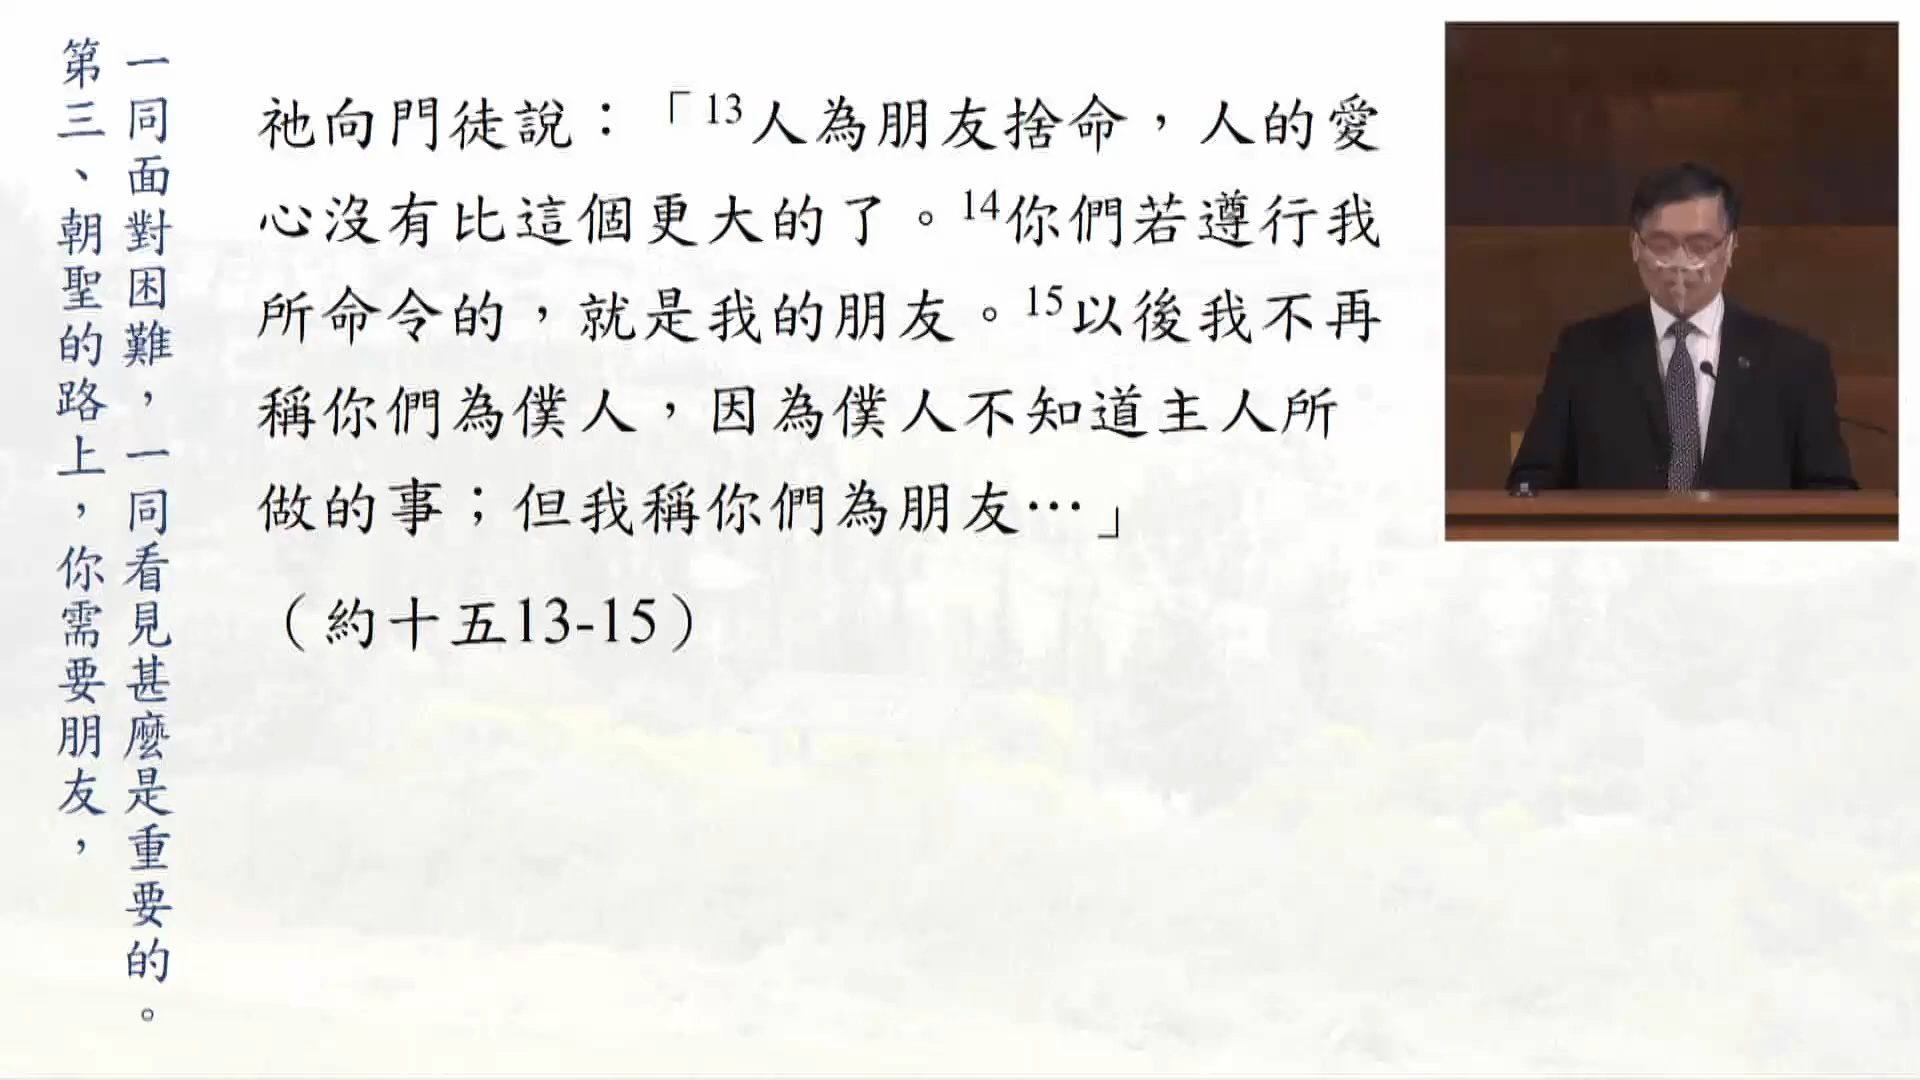 第三、朝聖的路上，你需要朋友，
一同面對困難，一同看見甚麼是重要的。
祂向門徒說：「13人為朋友捨命，人的愛
心沒有比這個更大的了。14你們若遵行我
所命令的，就是我的朋友。15以後我不再
稱你們為僕人，因為僕人不知道主人所
做的事；但我稱你們為朋友…」
（約十五13-15）